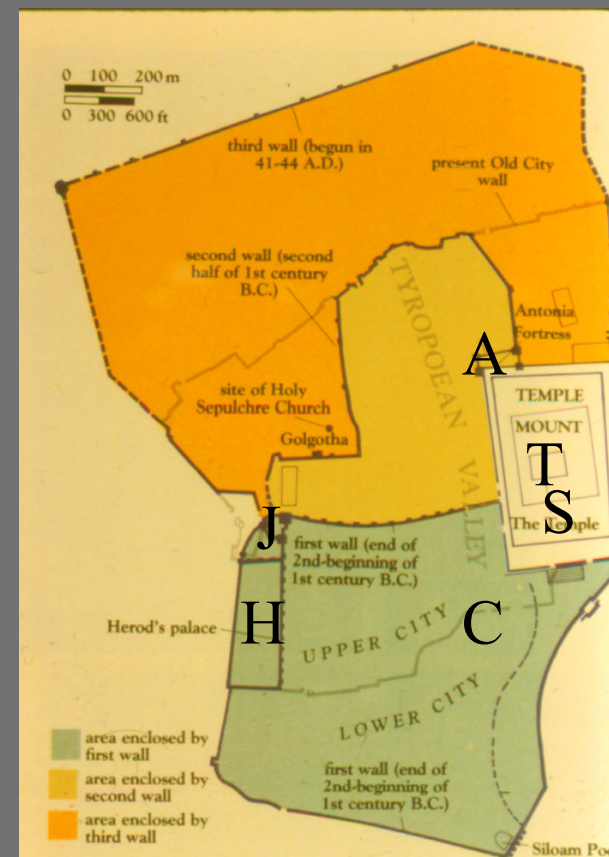 0 100 200 m
0 300 600 ft
third wall (begun in
41-44 A.D.)
present Old City
wall
second wall (second
half of 1st century
B.C.)
TYROPOEAN VALLEY
Antonia
Fortress
A
site of Holy
Sepulchre Church
Golgotha
TEMPLE
MOUNT
T
S
The Temple
J
first wall (end of
2nd-beginning of
1st century B.C.)
H
C
Herod's palace
UPPER CITY
LOWER CITY
area enclosed by
first wall
area enclosed by
second wall
area enclosed by
third wall
first wall (end of
2nd-beginning of
1st century B.C.)
Siloam